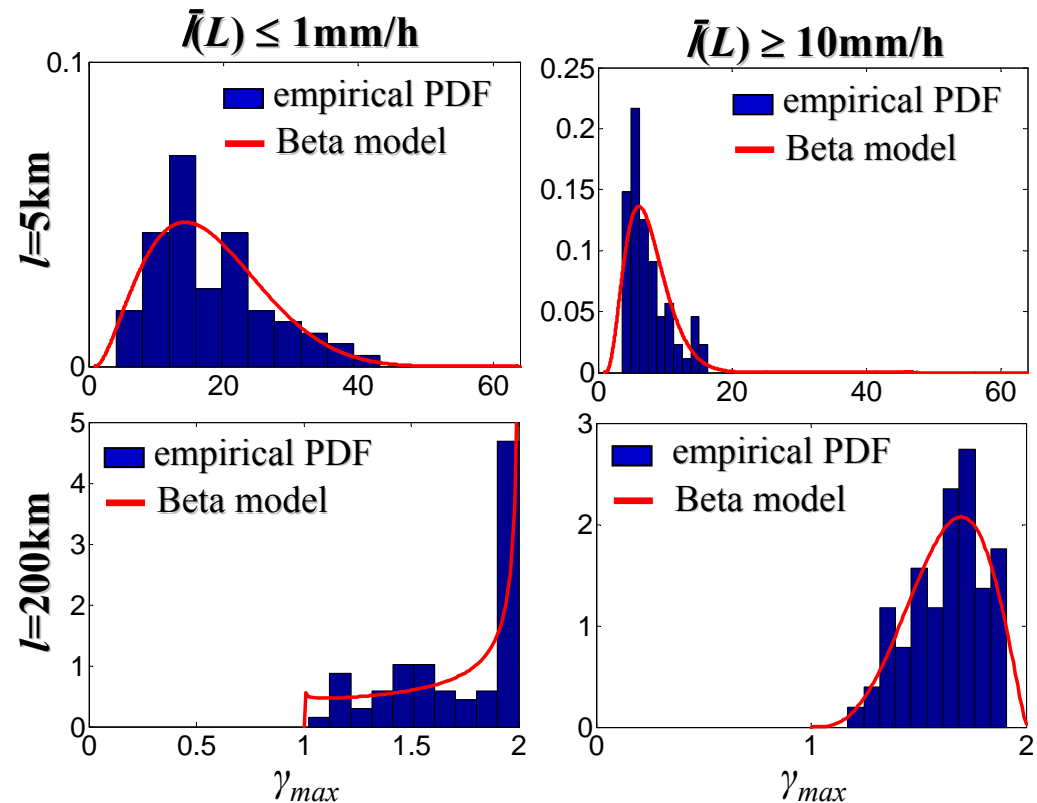 Ī(L) ≤ 1mm/h
Ī(L) ≥ 10mm/h
l=5km
0.1
0
0 20 40 60
empirical PDF
Beta model
0.25
0.2
0.15
0.1
0.05
0
0 20 40 60
empirical PDF
Beta model
l=200km
5
4
3
2
1
0
0 0.5 1 1.5 2
empirical PDF
Beta model
γmax
3
2
1
0
0 1 2
empirical PDF
Beta model
γmax